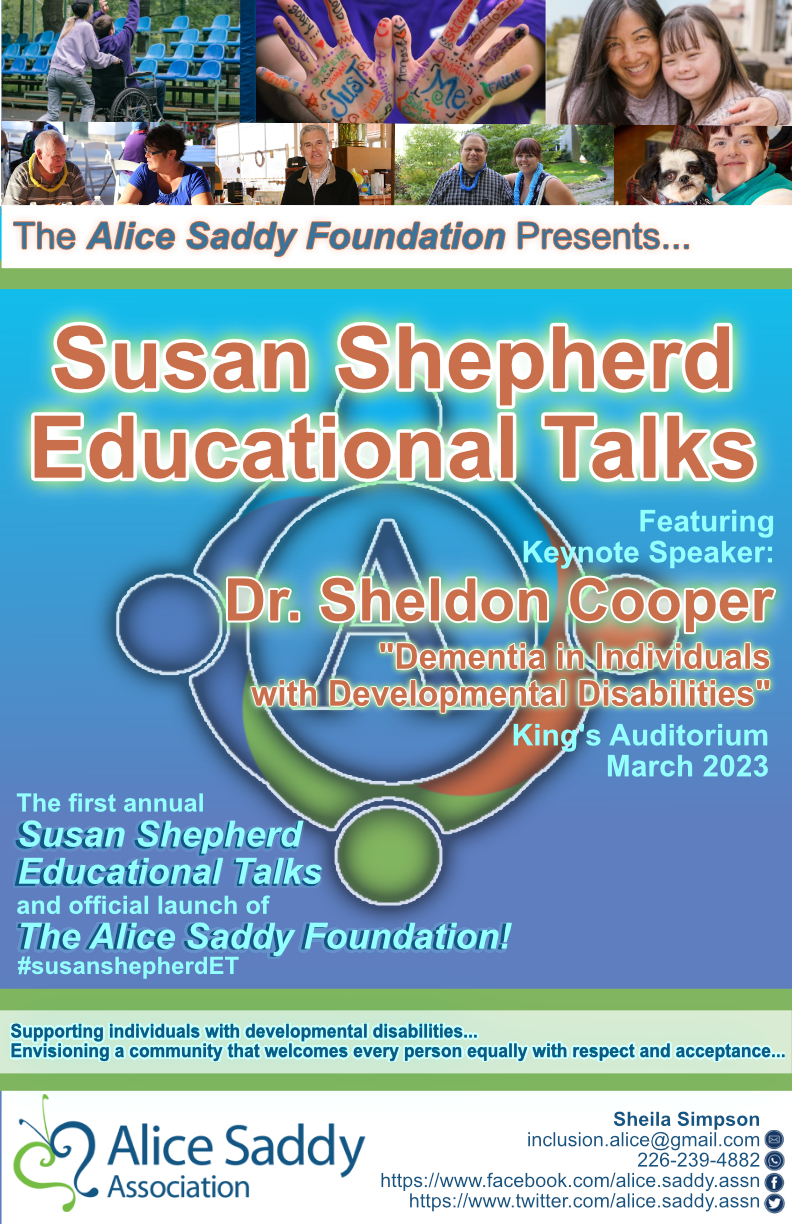 Just
Me
The Alice Saddy Foundation Presents...
Susan Shepherd
Educational Talks
A
Featuring
Keynote Speaker:
Dr. Sheldon Cooper
"Dementia in Individuals
with Developmental Disabilities"
King's Auditorium
March 2023
The first annual
Susan Shepherd
Educational Talks
and official launch of
The Alice Saddy Foundation!
#susanshepherdET
Supporting individuals with developmental disabilities...
Envisioning a community that welcomes every person equally with respect and acceptance...
Alice Saddy
Association
Sheila Simpson
inclusion.alice@gmail.com
226-239-4882
https://www.facebook.com/alice.saddy.assn
https://www.twitter.com/alice.saddy.assn